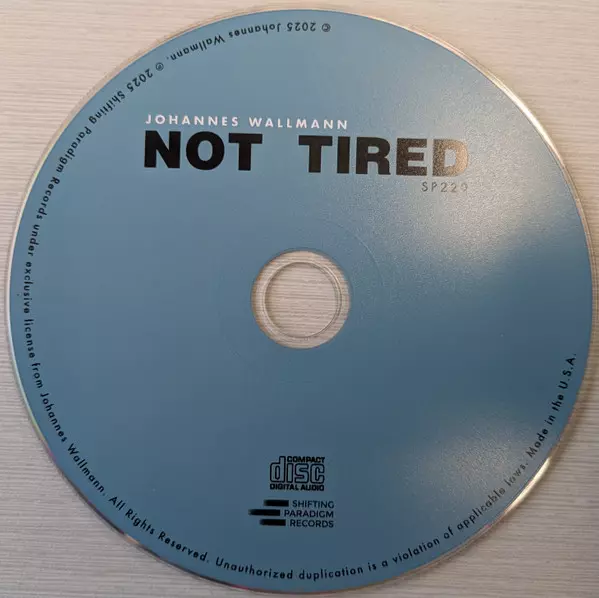 JOHANNES WALLMANN
NOT TIRED
SP220
COMPACT
disc
DIGITAL AUDIO
SHIFTING
PARADIGM
RECORDS
© 2025 Johannes Wallmann. ℗ 2025 Shifting Paradigm Records under exclusive license from Johannes Wallmann. All Rights Reserved. Unauthorized duplication is a violation of applicable laws. Made in the U.S.A.